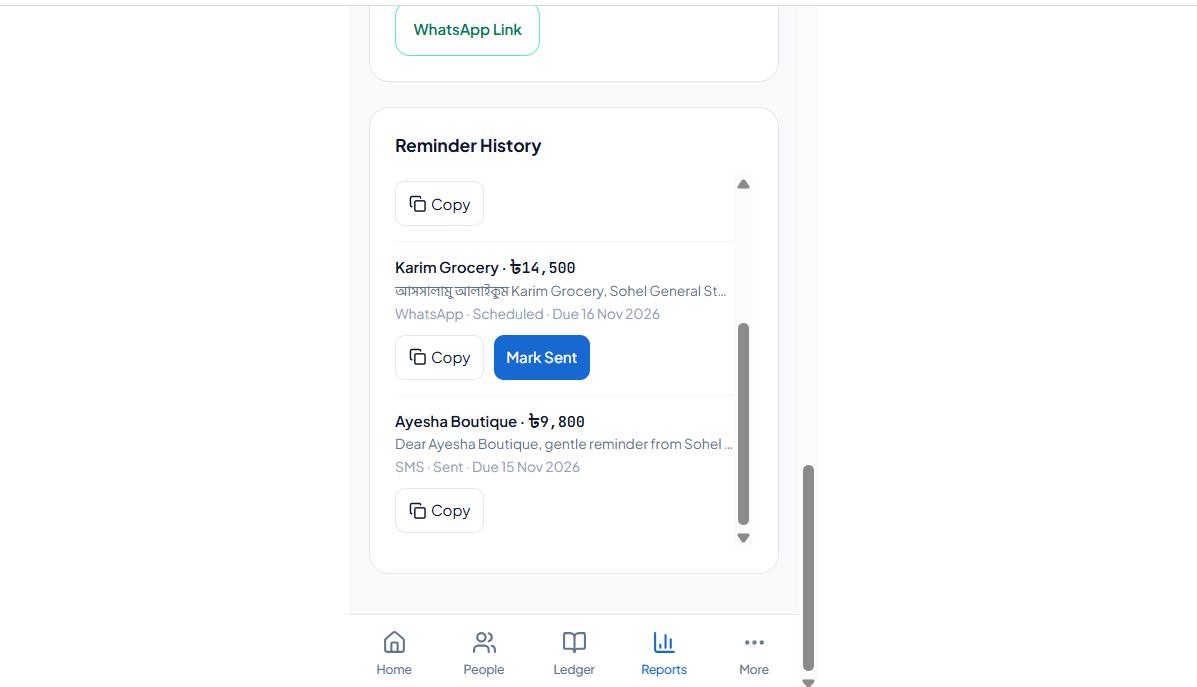 WhatsApp Link
Reminder History
Copy
Karim Grocery · ৳14,500
আসসালামু আলাইকুম Karim Grocery, Sohel General St…
WhatsApp · Scheduled · Due 16 Nov 2026
Copy Mark Sent
Ayesha Boutique · ৳9,800
Dear Ayesha Boutique, gentle reminder from Sohel …
SMS · Sent · Due 15 Nov 2026
Copy
Home People Ledger Reports More